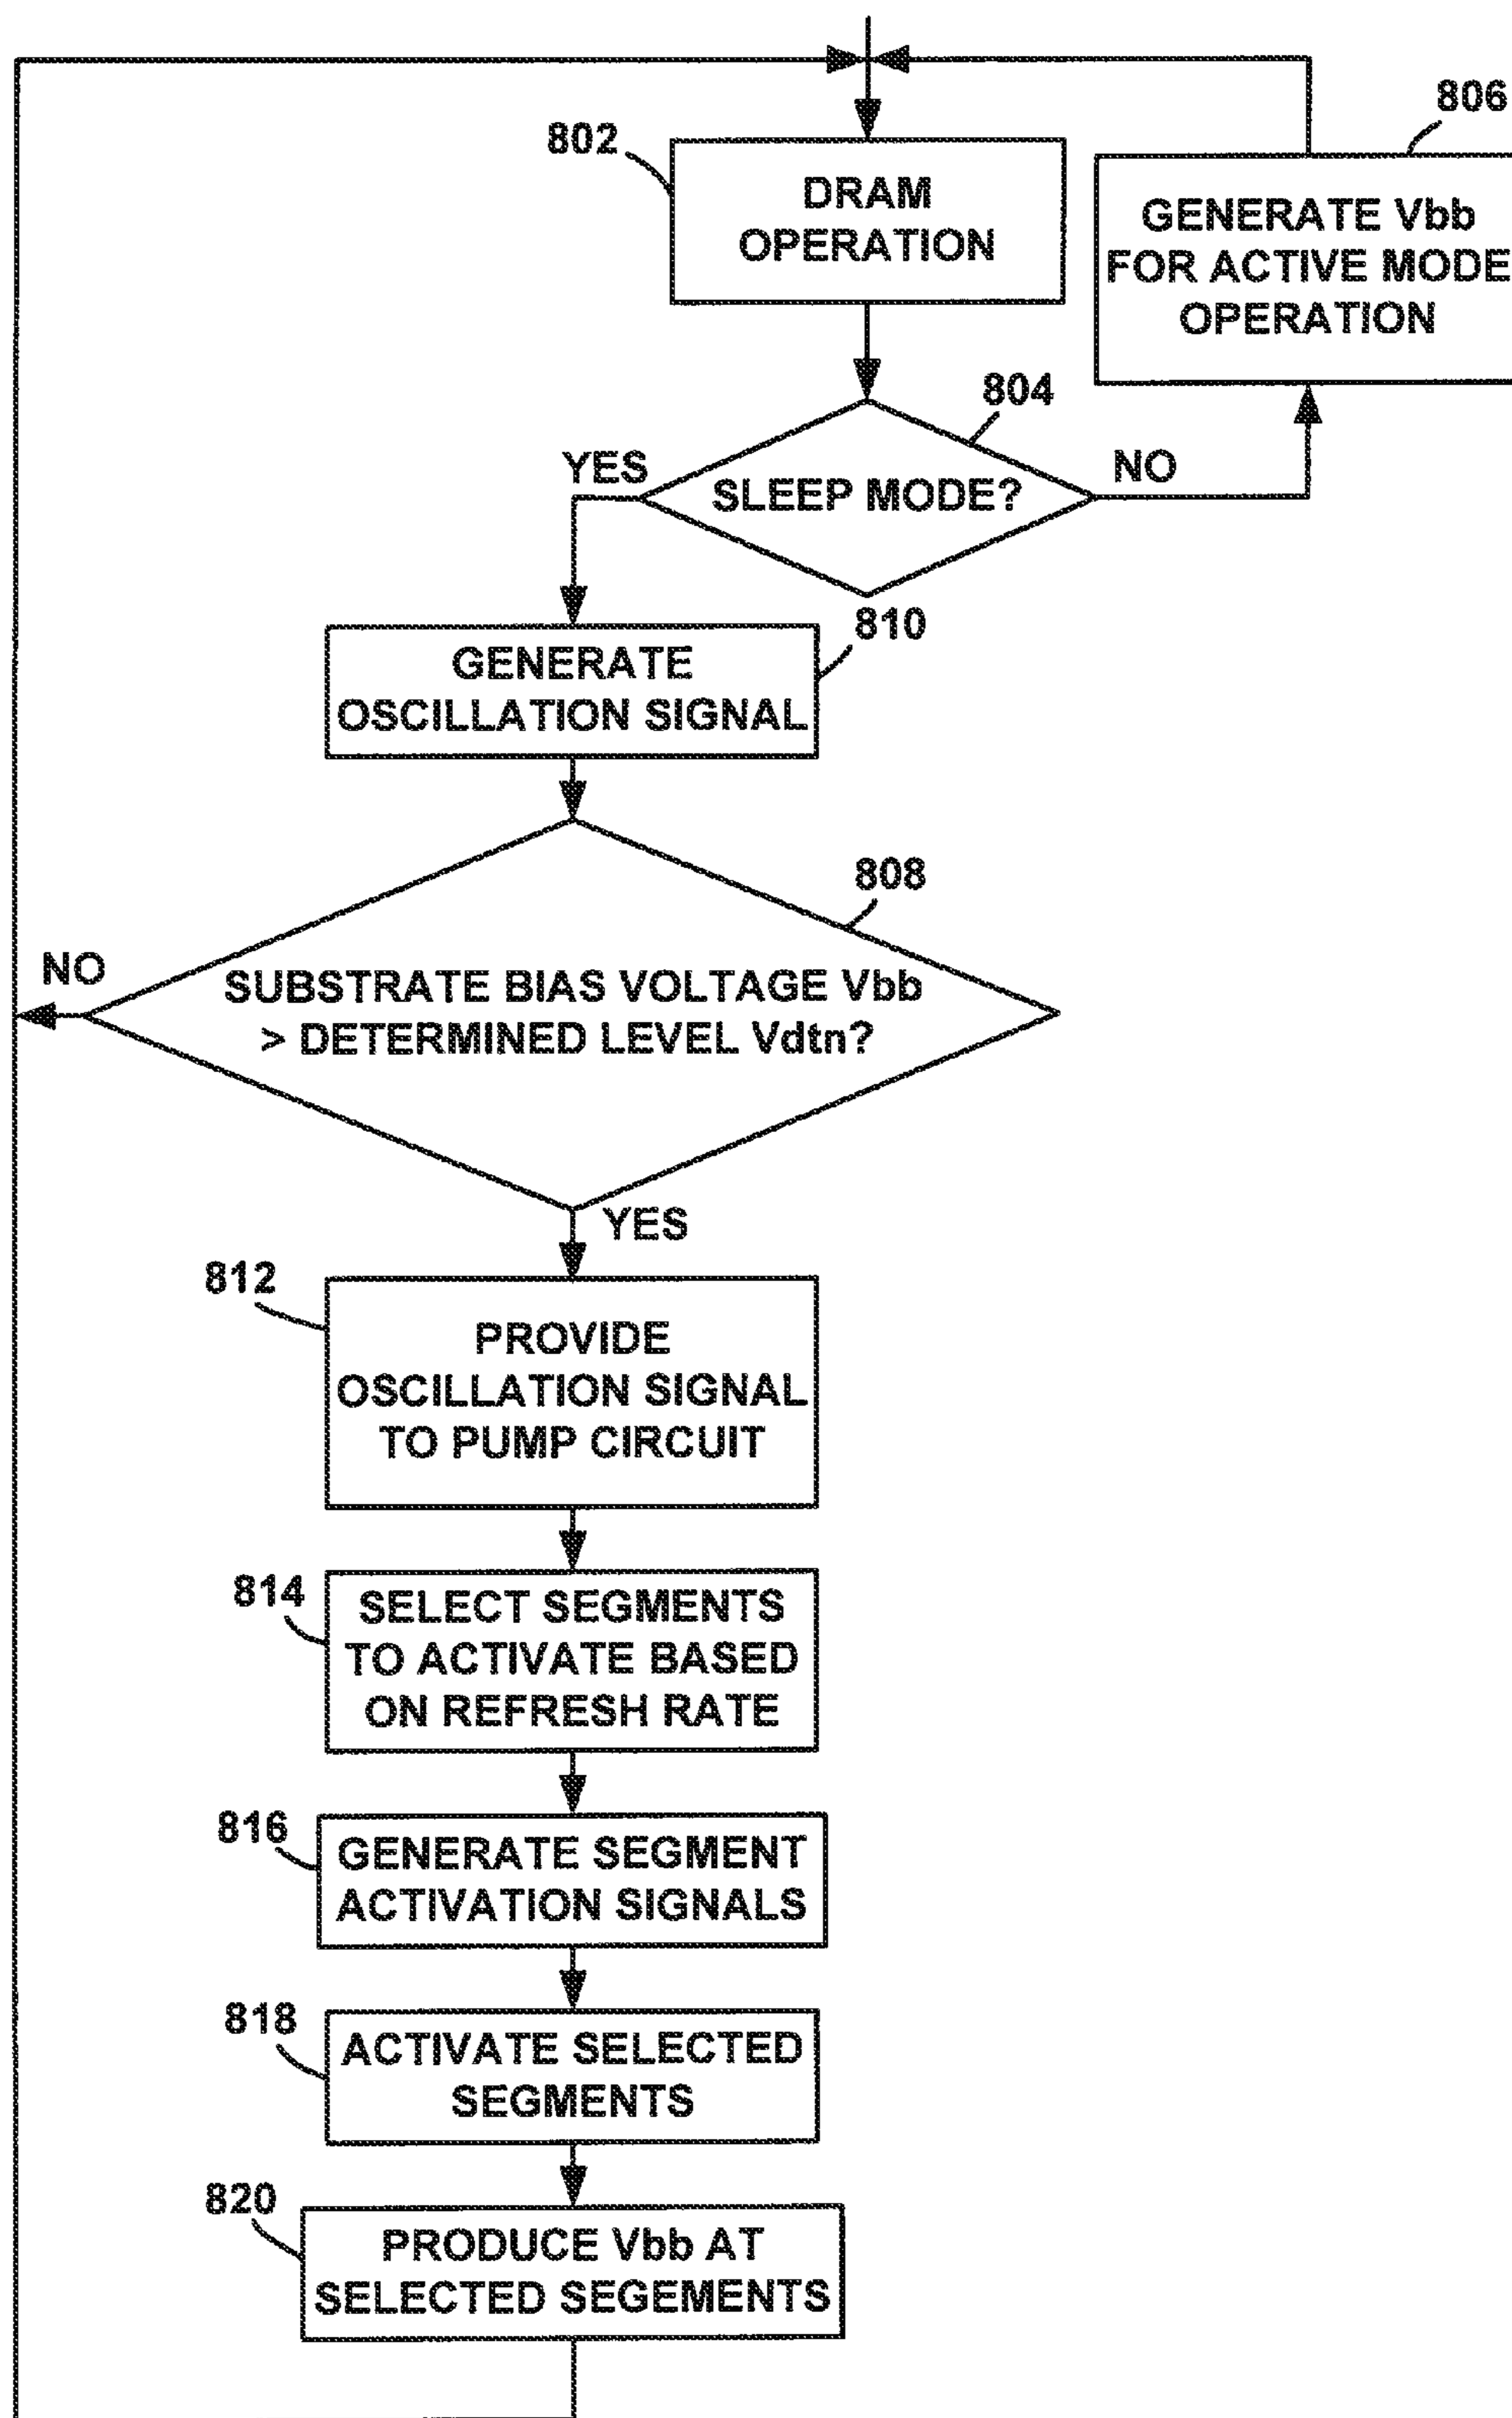 802
DRAM
OPERATION
806
GENERATE Vbb
FOR ACTIVE MODE
OPERATION
804
YES
SLEEP MODE?
NO
810
GENERATE
OSCILLATION SIGNAL
808
NO
SUBSTRATE BIAS VOLTAGE Vbb
> DETERMINED LEVEL Vdtn?
YES
812
PROVIDE
OSCILLATION SIGNAL
TO PUMP CIRCUIT
814
SELECT SEGMENTS
TO ACTIVATE BASED
ON REFRESH RATE
816
GENERATE SEGMENT
ACTIVATION SIGNALS
818
ACTIVATE SELECTED
SEGMENTS
820
PRODUCE Vbb AT
SELECTED SEGEMENTS